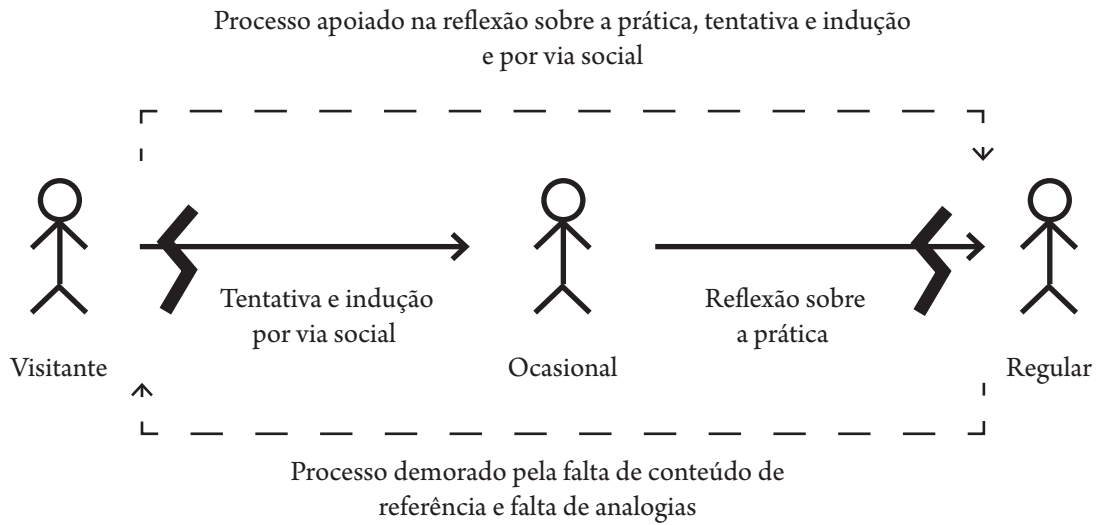 Processo apoiado na reflexão sobre a prática, tentativa e indução
e por via social
Tentativa e indução
por via social
Reflexão sobre
a prática
Visitante
Ocasional
Regular
Processo demorado pela falta de conteúdo de
referência e falta de analogias